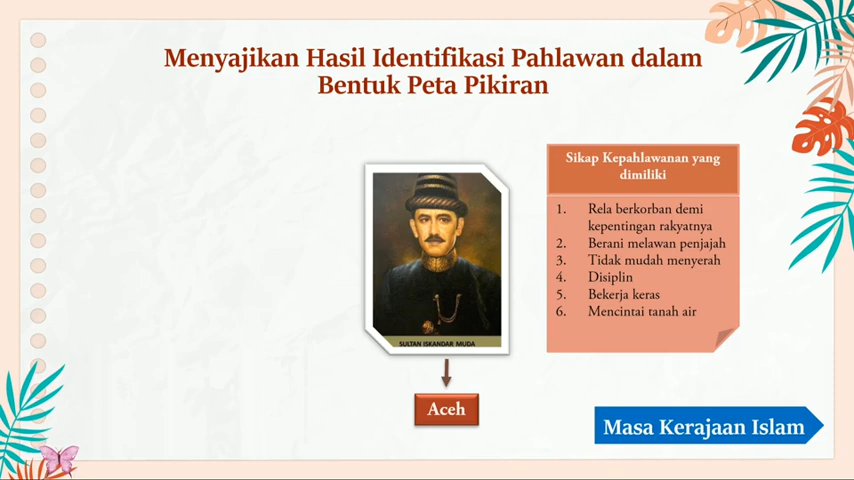 Menyajikan Hasil Identifikasi Pahlawan dalam
Bentuk Peta Pikiran
Sikap Kepahlawanan yang
dimiliki
1. Rela berkorban demi
kepentingan rakyatnya
2. Berani melawan penjajah
3. Tidak mudah menyerah
4. Disiplin
5. Bekerja keras
6. Mencintai tanah air
SULTAN ISKANDAR MUDA
Aceh
Masa Kerajaan Islam